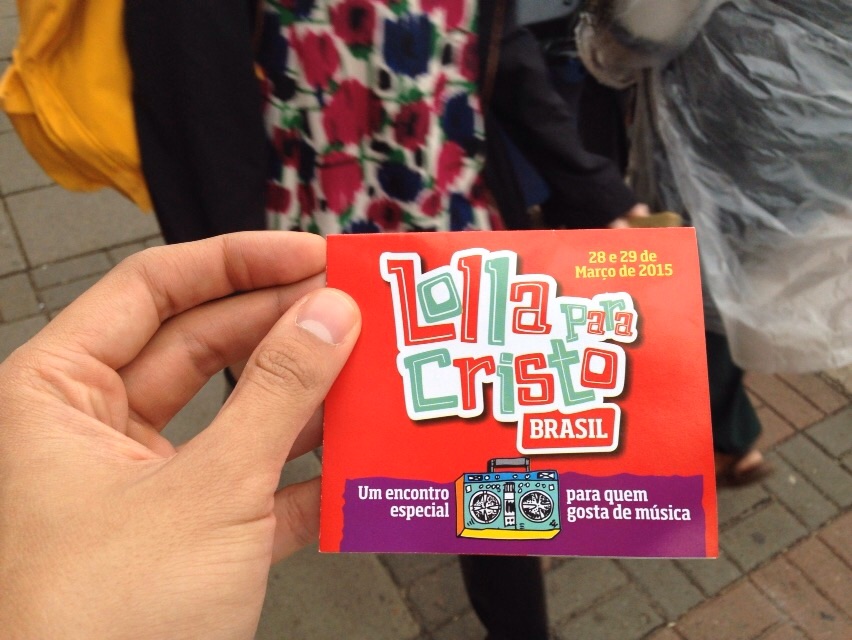 28 e 29 de
Março de 2015
Lolla para
Cristo
BRASIL
Um encontro
especial
para quem
gosta de música